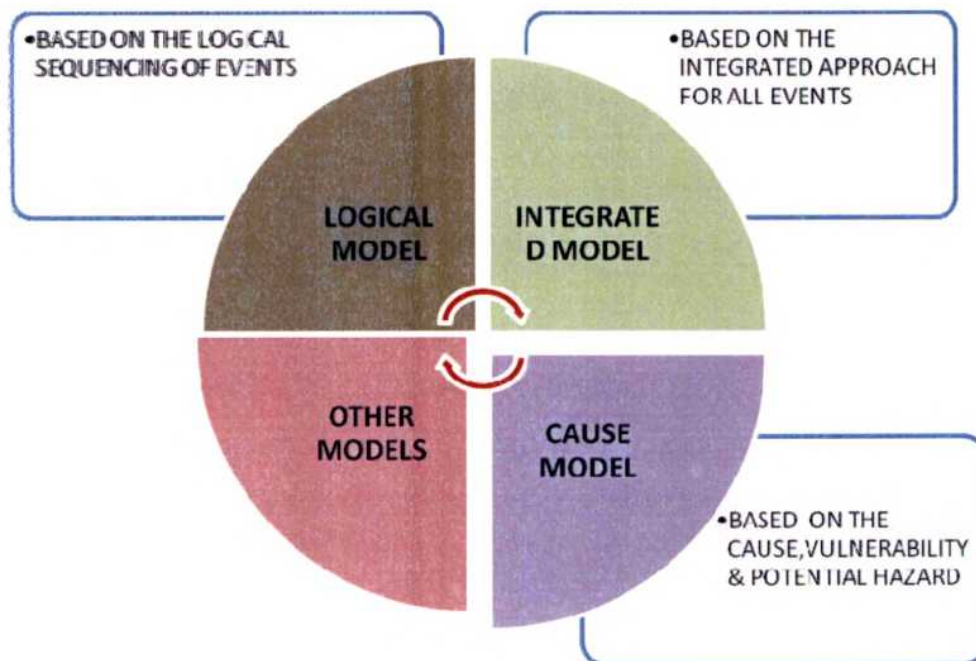 •BASED ON THE LOGICAL
SEQUENCING OF EVENTS
•BASED ON THE
INTEGRATED APPROACH
FOR ALL EVENTS
LOGICAL
MODEL
INTEGRATE
D MODEL
OTHER
MODELS
CAUSE
MODEL
•BASED ON THE
CAUSE,VULNERABILITY
& POTENTIAL HAZARD